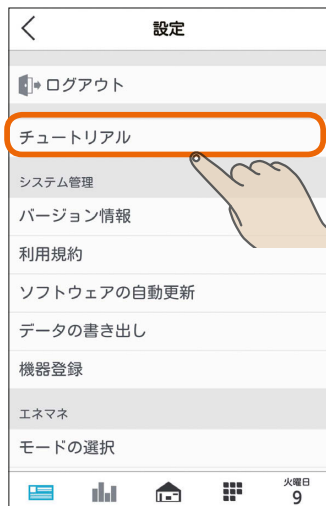 設定
ログアウト
チュートリアル
システム管理
バージョン情報
利用規約
ソフトウェアの自動更新
データの書き出し
機器登録
エネマネ
モードの選択
火曜日
9